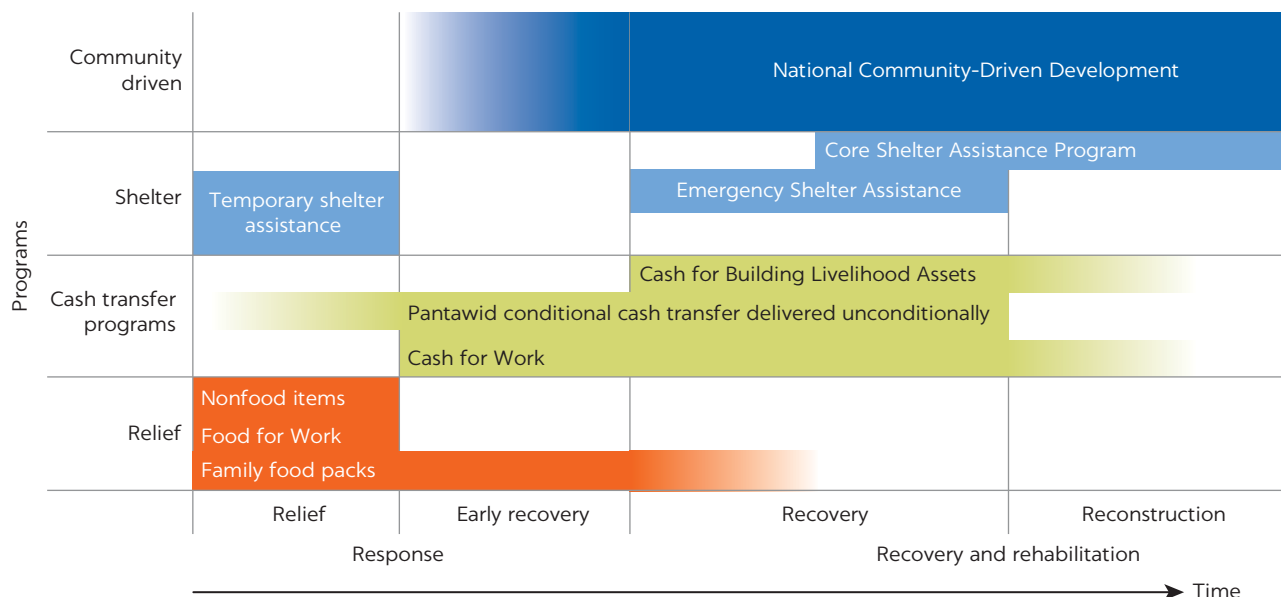 Programs
Community
driven
National Community-Driven Development
Shelter
Core Shelter Assistance Program
Temporary shelter
assistance
Emergency Shelter Assistance
Cash transfer
programs
Cash for Building Livelihood Assets
Pantawid conditional cash transfer delivered unconditionally
Cash for Work
Relief
Nonfood items
Food for Work
Family food packs
Relief
Early recovery
Recovery
Reconstruction
Response
Recovery and rehabilitation
Time